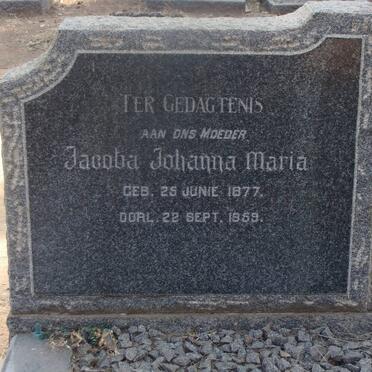 TER GEDAGTENIS
AAN ONS MOEDER
Jacoba Johanna Maria
GEB. 25 JUNIE 1877.
OORL. 22 SEPT. 1959.